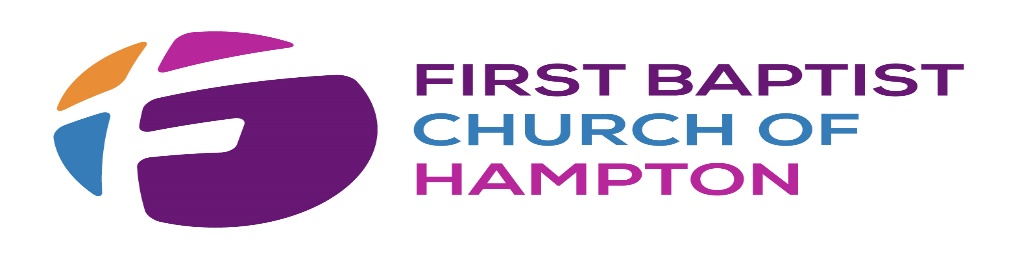 FIRST BAPTIST
CHURCH OF
HAMPTON